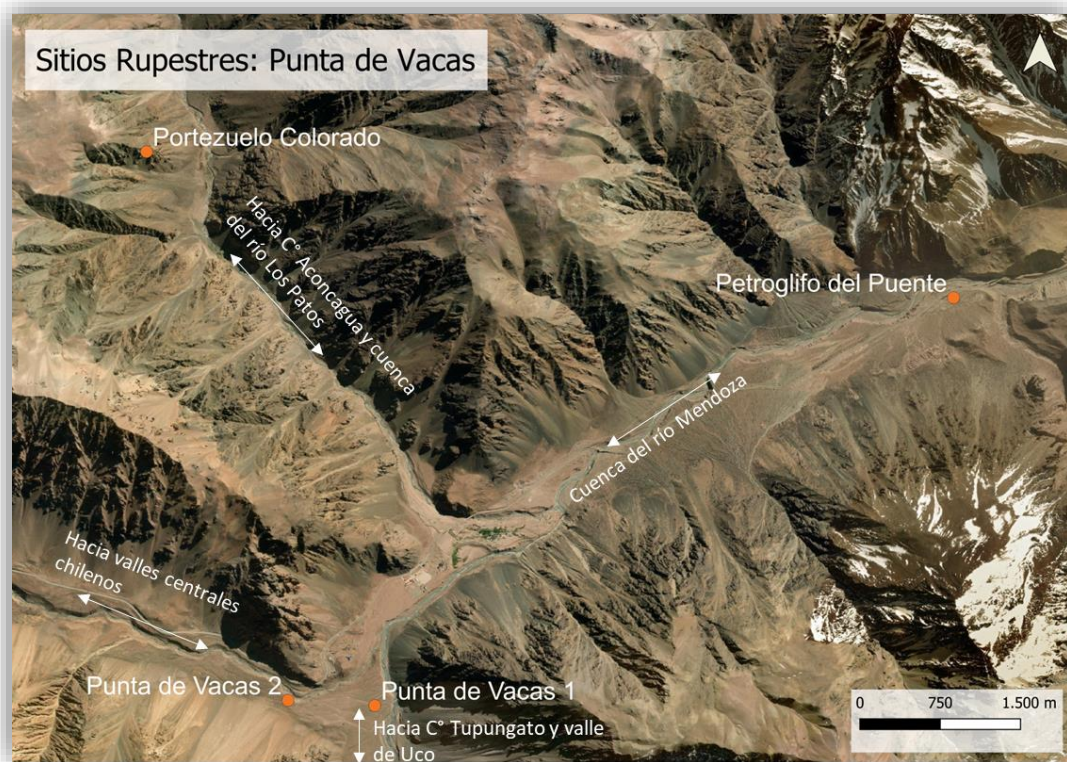 Sitios Rupestres: Punta de Vacas
Portezuelo Colorado
Hacia C° Aconcagua y cuenca
del río Los Patos
Petroglifo del Puente
Cuenca del río Mendoza
Hacia valles centrales
chilenos
Punta de Vacas 2
Punta de Vacas 1
Hacia C° Tupungato y valle
de Uco
0 750 1.500 m